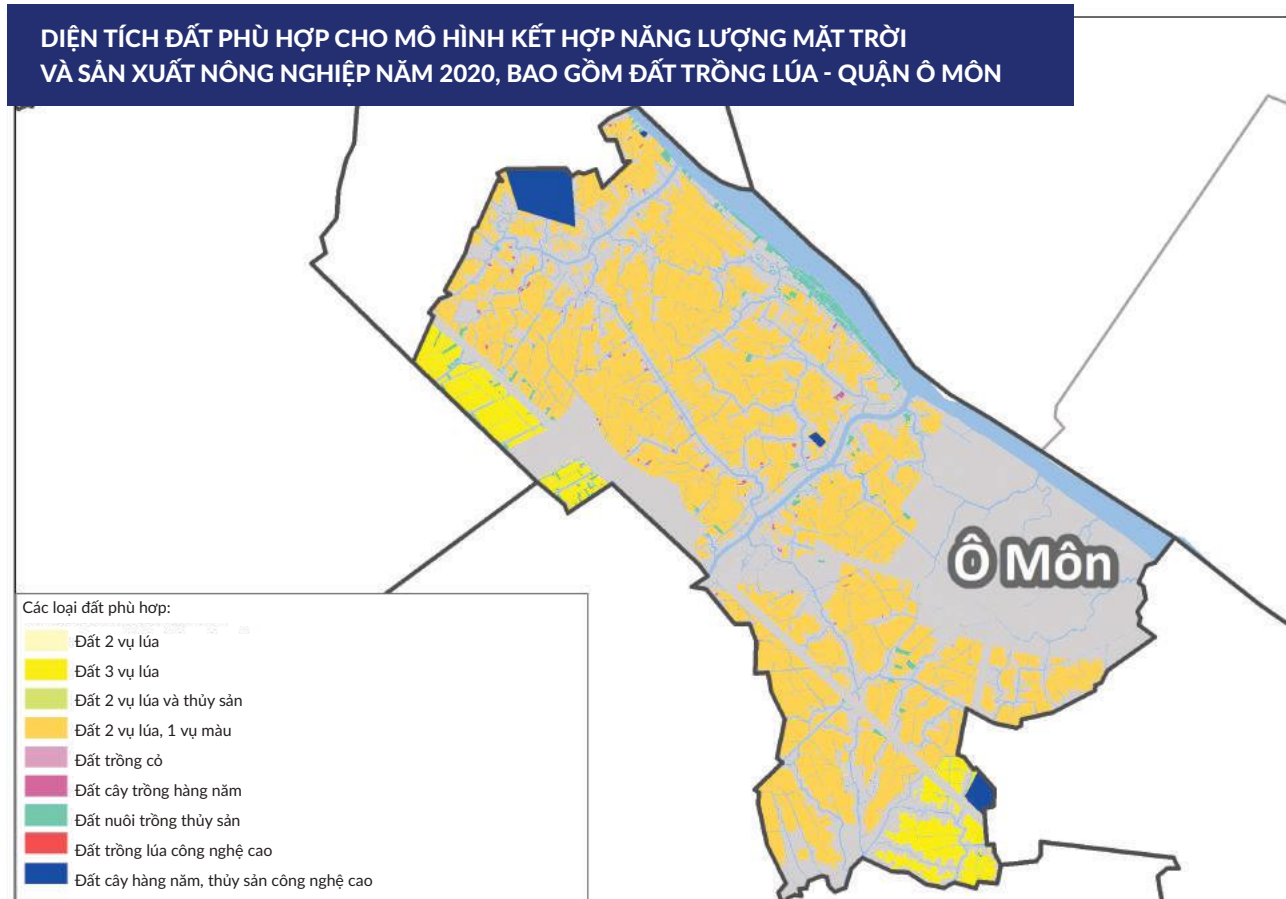 DIỆN TÍCH ĐẤT PHÙ HỢP CHO MÔ HÌNH KẾT HỢP NĂNG LƯỢNG MẶT TRỜI
VÀ SẢN XUẤT NÔNG NGHIỆP NĂM 2020, BAO GỒM ĐẤT TRỒNG LÚA - QUẬN Ô MÔN
Ô Môn
Các loại đất phù hơp:
Đất 2 vụ lúa
Đất 3 vụ lúa
Đất 2 vụ lúa và thủy sản
Đất 2 vụ lúa, 1 vụ màu
Đất trồng cỏ
Đất cây trồng hàng năm
Đất nuôi trồng thủy sản
Đất trồng lúa công nghệ cao
Đất cây hàng năm, thủy sản công nghệ cao